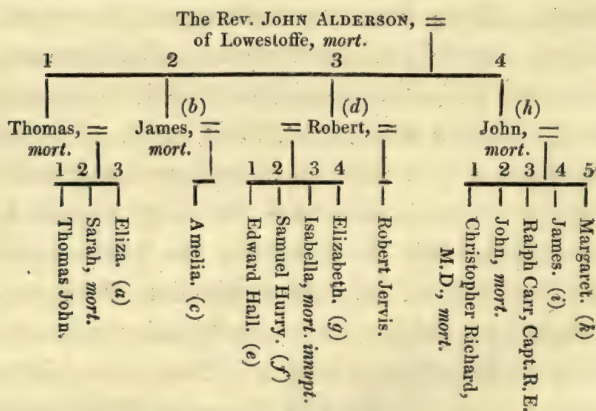 The Rev. JOHN ALDERSON, =
of Lowestoffe, mort.
1 2 3 4
(b) (d) (h)
Thomas, = James, = = Robert, = John, =
mort. mort. mort.
1 2 3 1 2 3 4 1 2 3 4 5
Thomas John.
Sarah, mort.
Eliza. (a)
Amelia. (c)
Edward Hall. (e)
Samuel Hurry. (f)
Isabella, mort. innupt.
Elizabeth. (g)
Robert Jervis.
Christopher Richard,
M.D., mort.
John, mort.
Ralph Carr, Capt. R. E.
James. (i)
Margaret. (k)